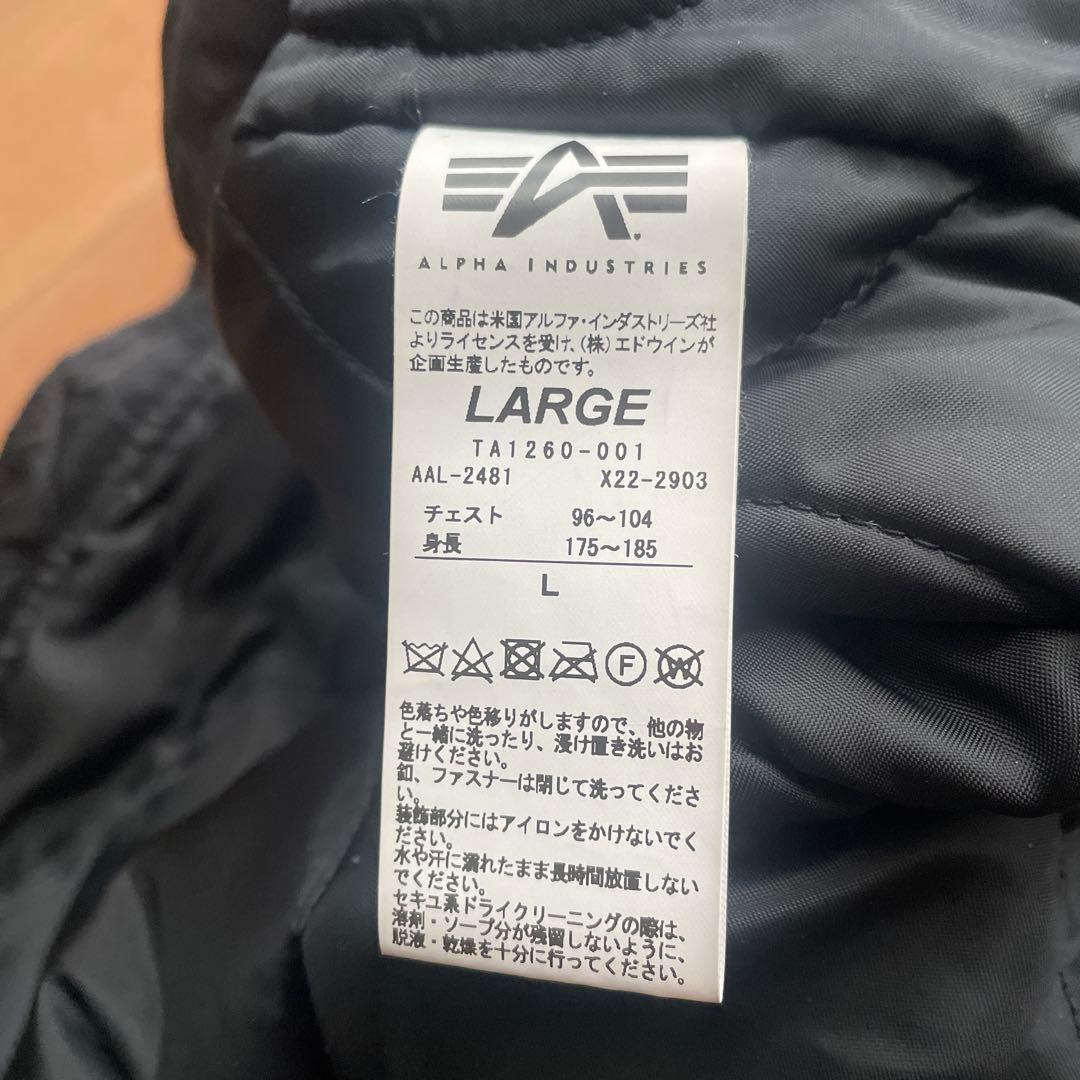 ALPHA INDUSTRIES
この商品は米国アルファ・インダストリーズ社
よりライセンスを受け、(株)エドウインが
企画生産したものです。
LARGE
TA1260-001
AAL-2481 X22-2903
チェスト 96～104
身長 175～185
L
F W
色落ちや色移りがしますので、他の物
と一緒に洗ったり、浸け置き洗いはお
避けください。
釦、ファスナーは閉じて洗ってくださ
い。
装飾部分にはアイロンをかけないでく
ださい。
水や汗に濡れたまま長時間放置しない
でください。
セキユ系ドライクリーニングの際は、
溶剤・ソープ分が残留しないように、
脱液・乾燥を十分に行ってください。